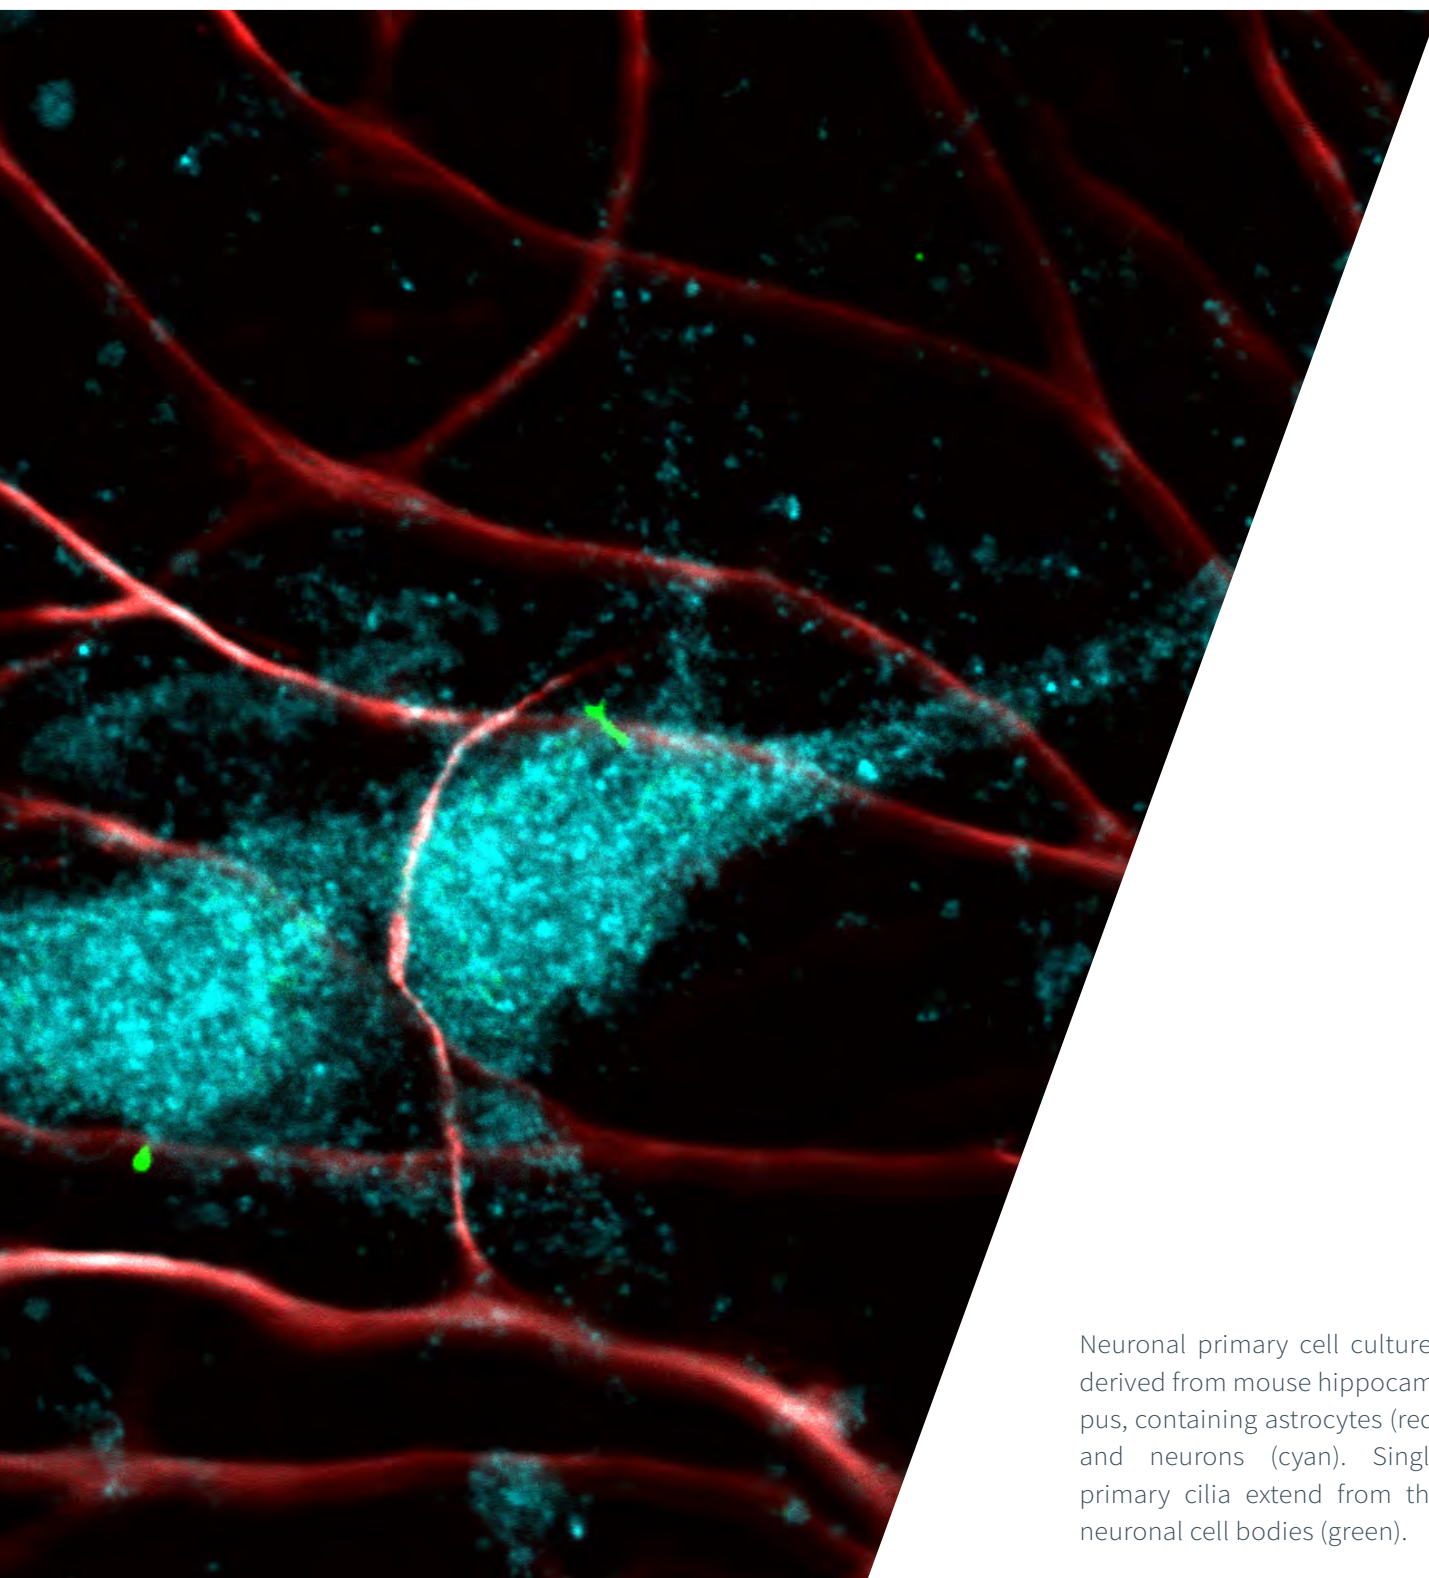 Neuronal primary cell culture
derived from mouse hippocam
pus, containing astrocytes (red
and neurons (cyan). Singl
primary cilia extend from th
neuronal cell bodies (green).